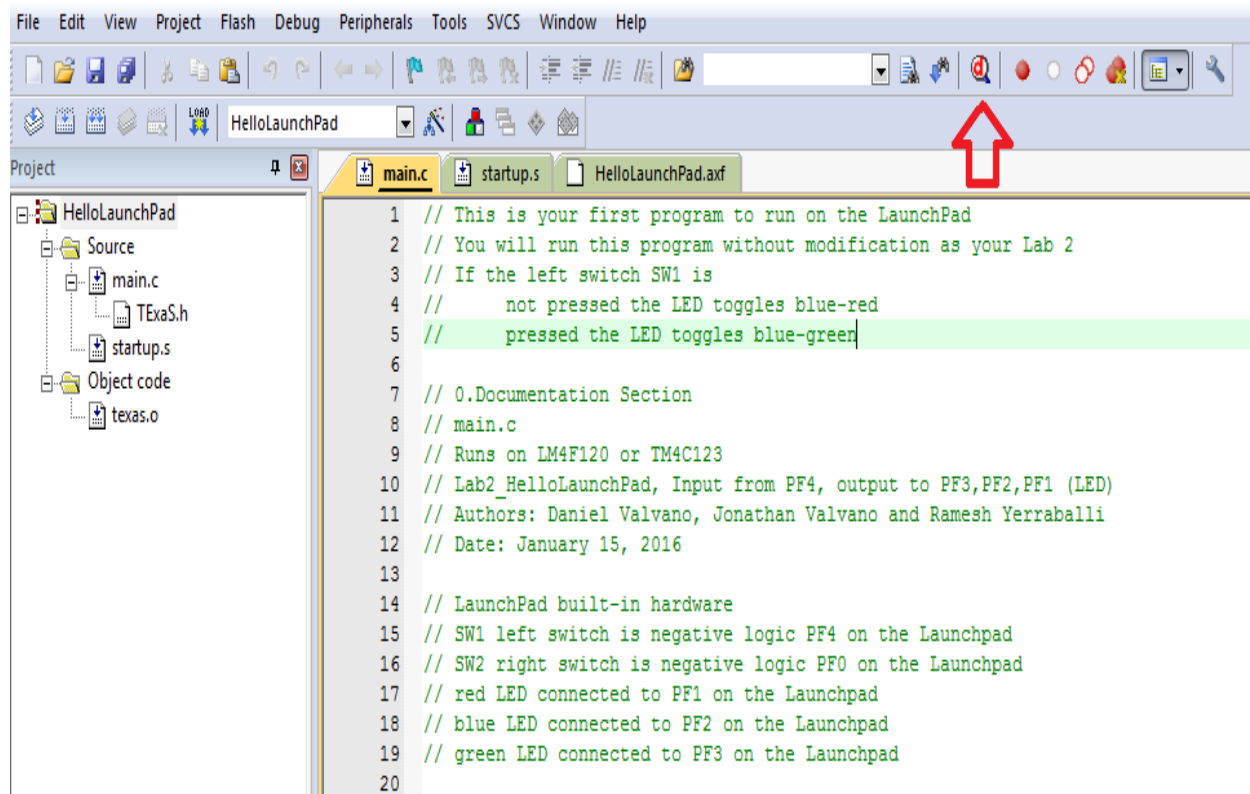 File Edit View Project Flash Debug Peripherals Tools SVCS Window Help
LOAD
HelloLaunchPad
Project
main.c startup.s HelloLaunchPad.axf
HelloLaunchPad
Source
main.c
TExaS.h
startup.s
Object code
texas.o
1 // This is your first program to run on the LaunchPad
2 // You will run this program without modification as your Lab 2
3 // If the left switch SW1 is
4 // not pressed the LED toggles blue-red
5 // pressed the LED toggles blue-green
6
7 // 0.Documentation Section
8 // main.c
9 // Runs on LM4F120 or TM4C123
10 // Lab2_HelloLaunchPad, Input from PF4, output to PF3,PF2,PF1 (LED)
11 // Authors: Daniel Valvano, Jonathan Valvano and Ramesh Yerraballi
12 // Date: January 15, 2016
13
14 // LaunchPad built-in hardware
15 // SW1 left switch is negative logic PF4 on the Launchpad
16 // SW2 right switch is negative logic PF0 on the Launchpad
17 // red LED connected to PF1 on the Launchpad
18 // blue LED connected to PF2 on the Launchpad
19 // green LED connected to PF3 on the Launchpad
20